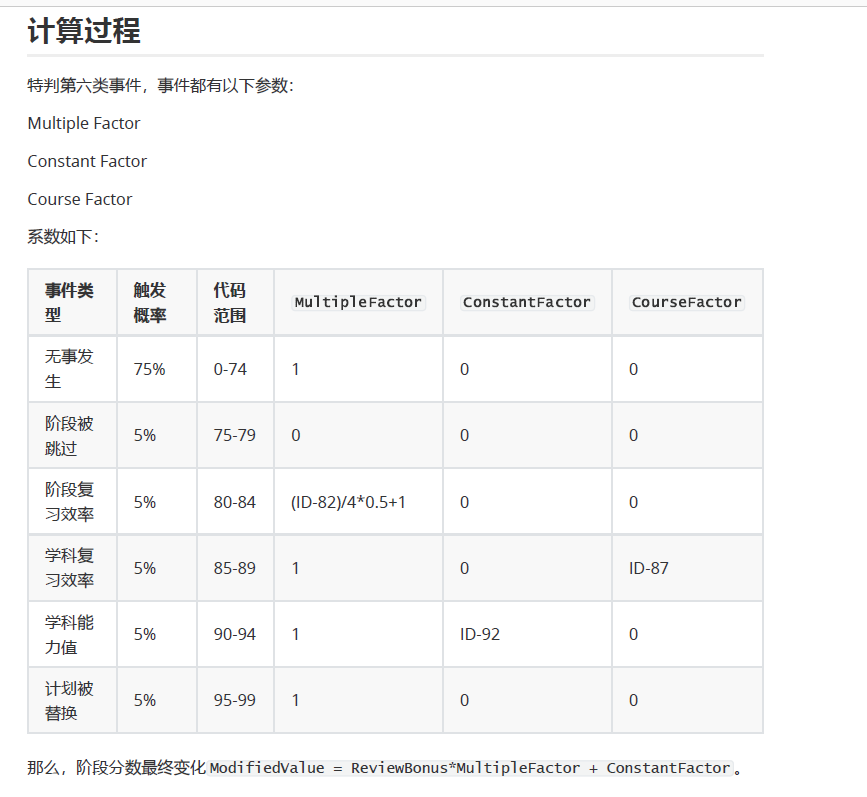 计算过程
特判第六类事件，事件都有以下参数：
Multiple Factor
Constant Factor
Course Factor
系数如下：
事件类型 触发概率 代码范围 MultipleFactor ConstantFactor CourseFactor
无事发生 75% 0-74 1 0 0
阶段被跳过 5% 75-79 0 0 0
阶段复习效率 5% 80-84 (ID-82)/4*0.5+1 0 0
学科复习效率 5% 85-89 1 0 ID-87
学科能力值 5% 90-94 1 ID-92 0
计划被替换 5% 95-99 1 0 0
那么，阶段分数最终变化 ModifiedValue = ReviewBonus*MultipleFactor + ConstantFactor 。